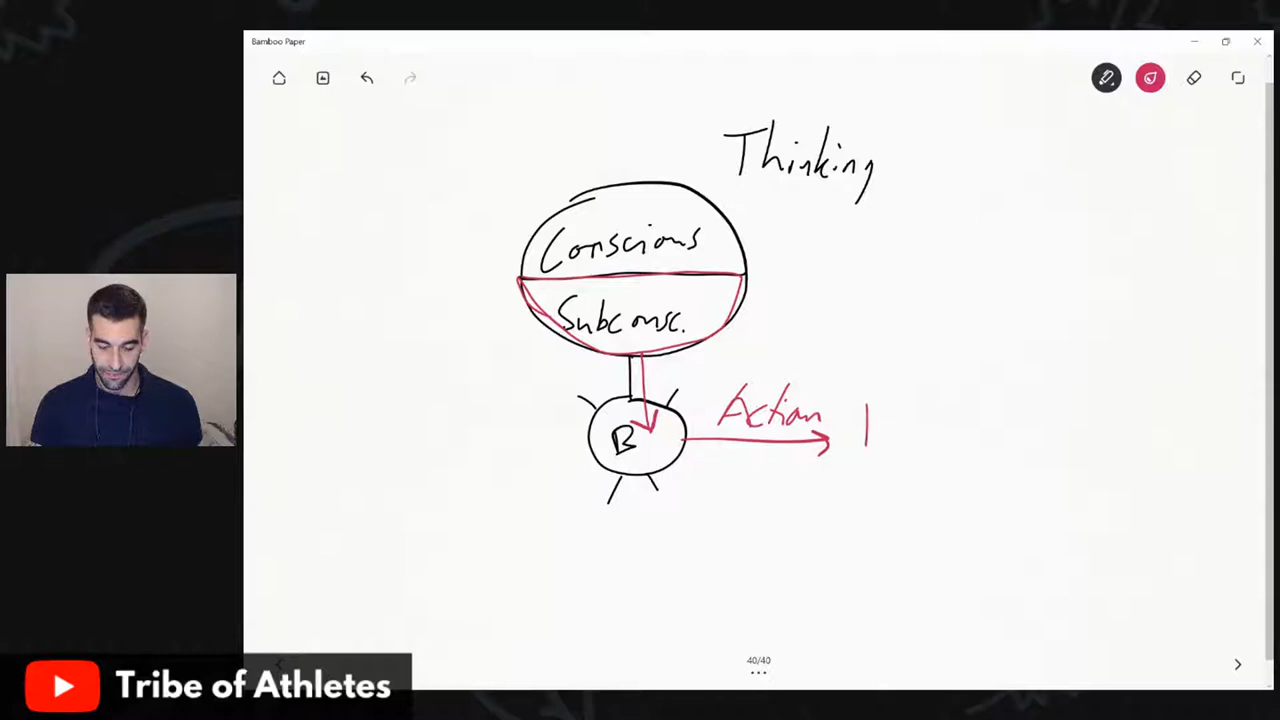 Bamboo Paper
Thinking
Conscious
Subconsc.
Action
B
40/40
Tribe of Athletes